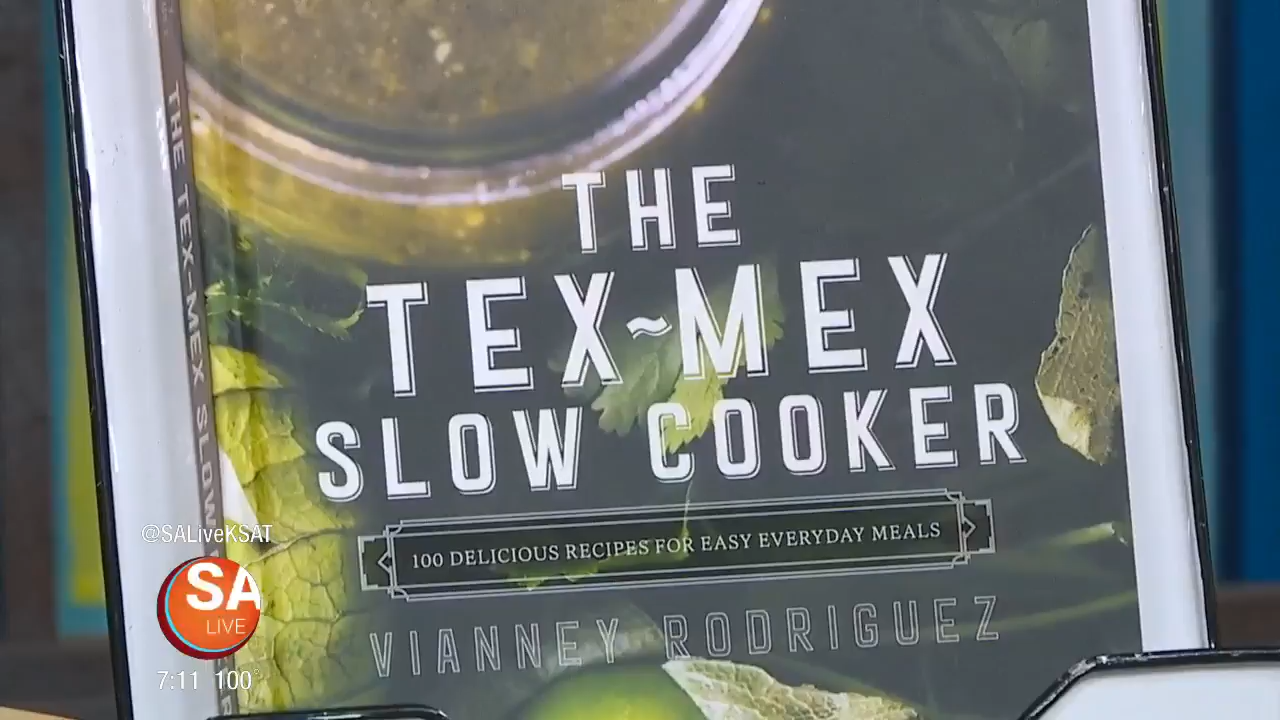 THE
TEX~MEX
SLOW COOKER
100 DELICIOUS RECIPES FOR EASY EVERYDAY MEALS
VIANNEY RODRIGUEZ
THE TEX-MEX SLOW
@SALiveKSAT
SA
LIVE
7:11 100°